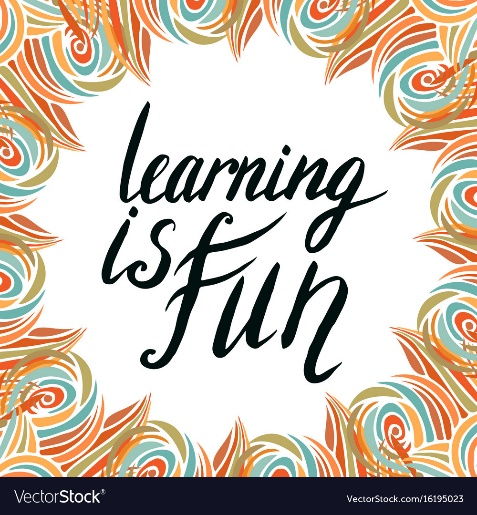 learning
is fun
VectorStock®
VectorStock.com/16195023